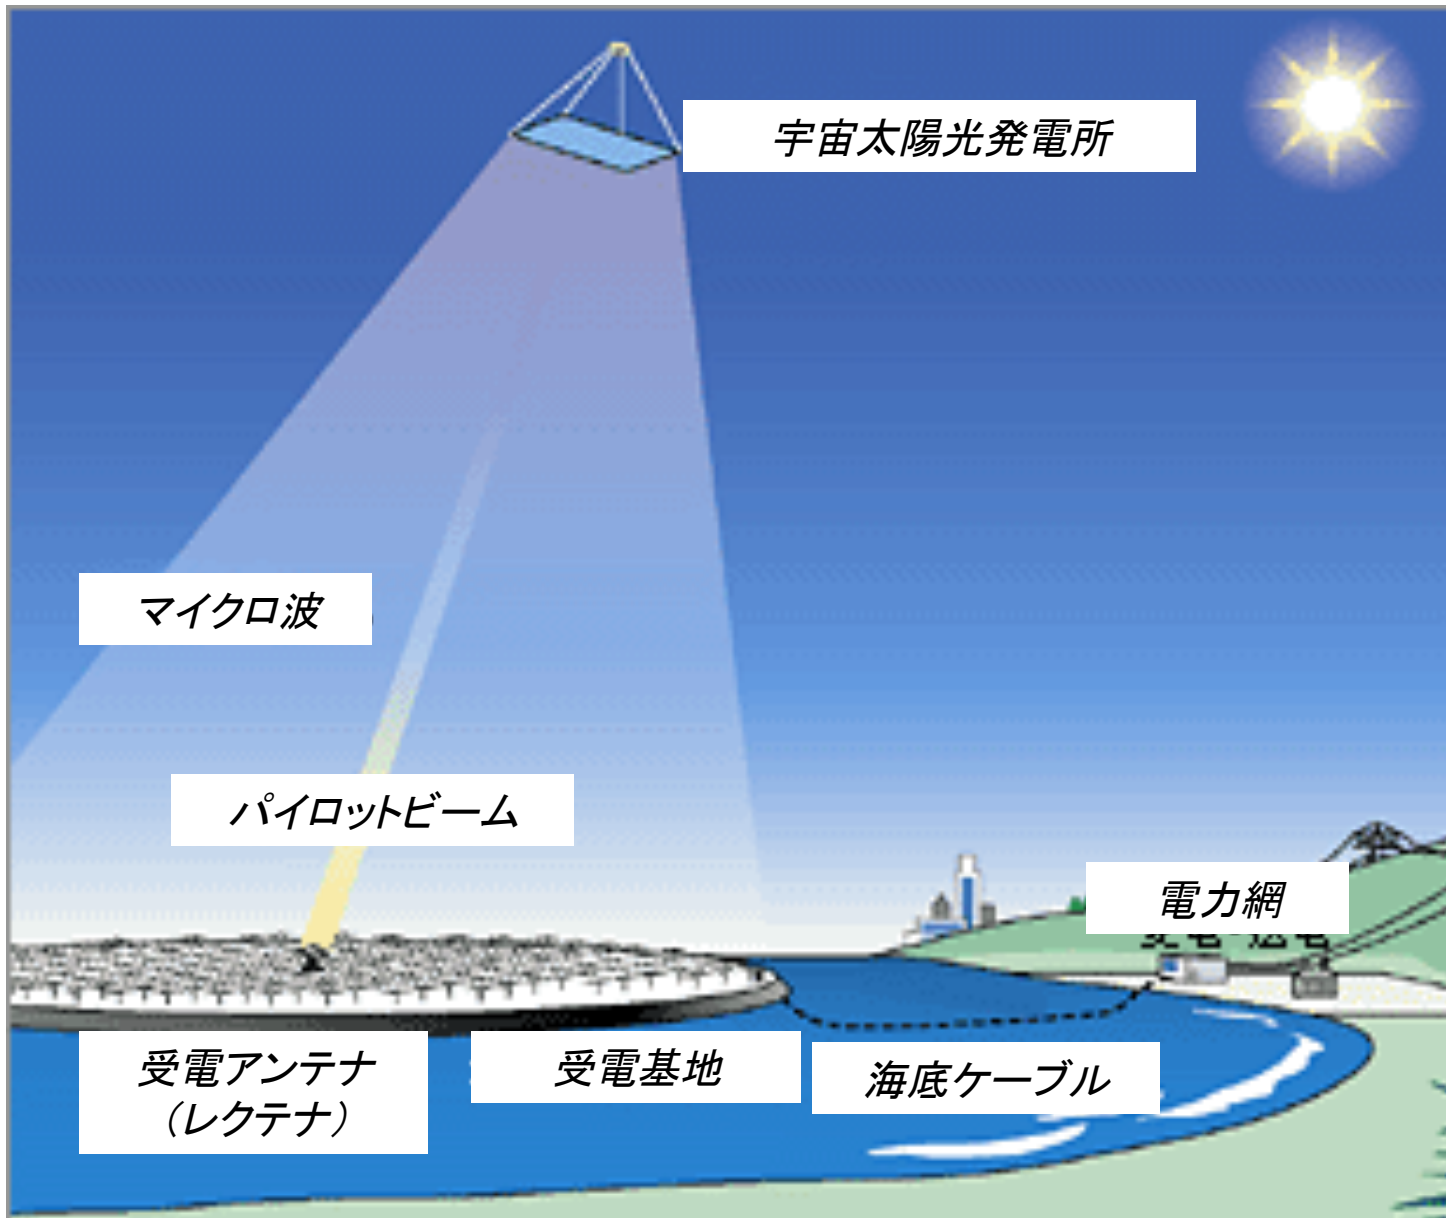 宇宙太陽光発電所
マイクロ波
パイロットビーム
電力網
受電アンテナ
（レクテナ）
受電基地
海底ケーブル